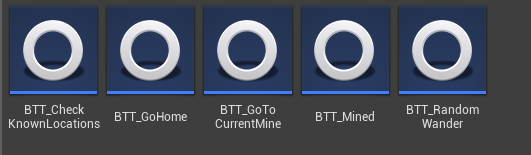 BTT_Check
KnownLocations
BTT_GoHome
BTT_GoTo
CurrentMine
BTT_Mined
BTT_Random
Wander